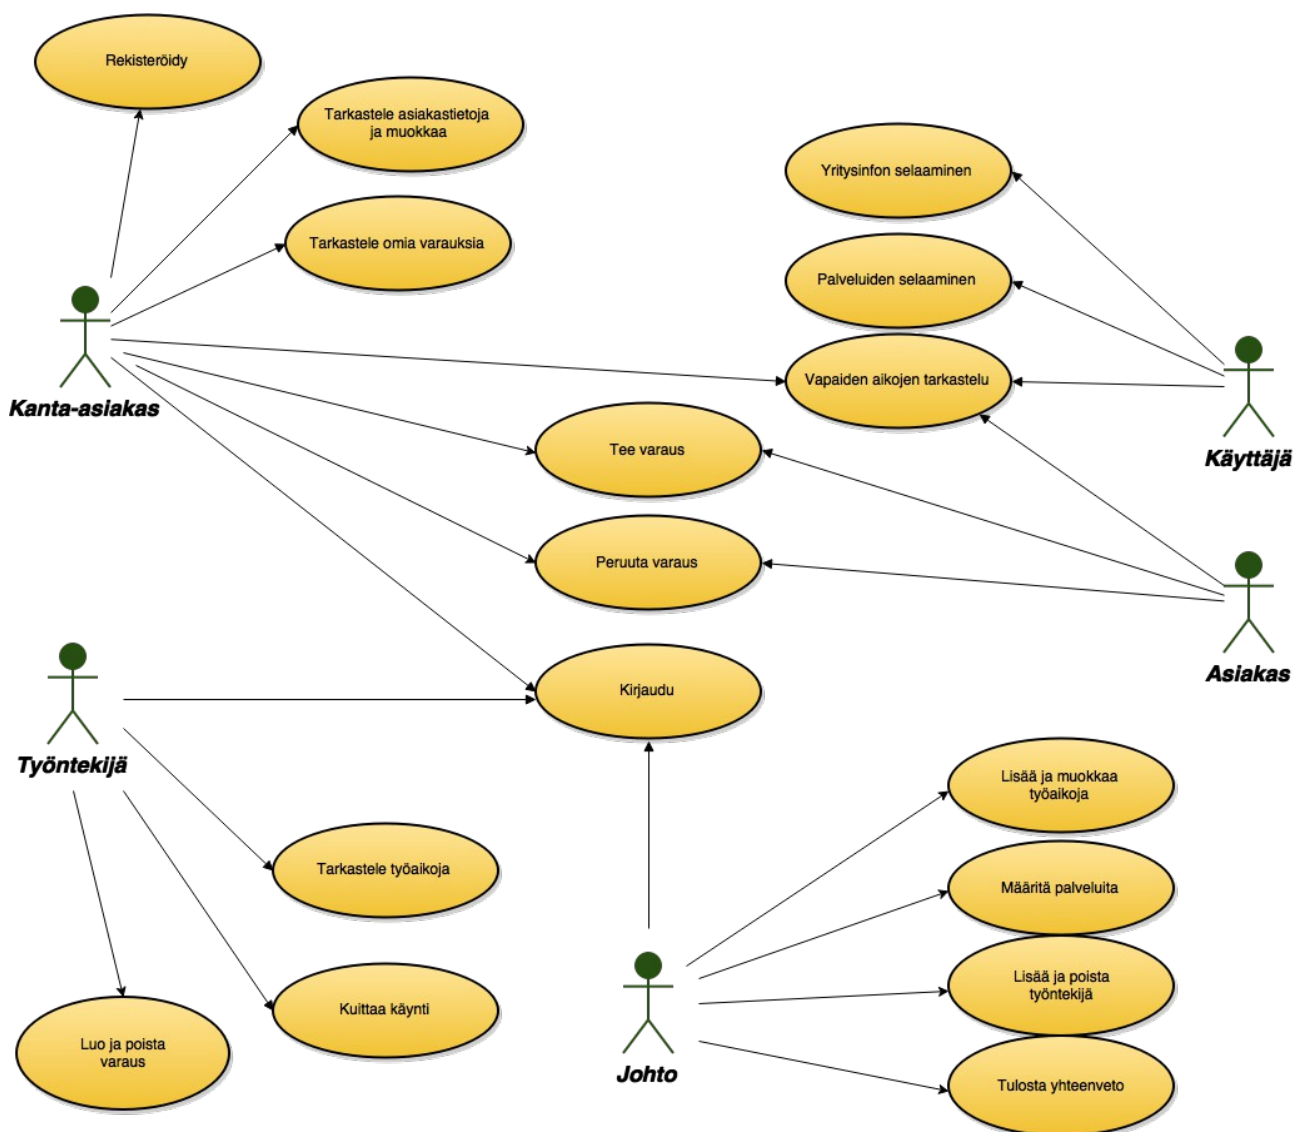 Rekisteröidy
Tarkastele asiakastietoja
ja muokkaa
Tarkastele omia varauksia
Kanta-asiakas
Yritysinfon selaaminen
Palveluiden selaaminen
Vapaiden aikojen tarkastelu
Käyttäjä
Tee varaus
Peruuta varaus
Asiakas
Kirjaudu
Työntekijä
Tarkastele työaikoja
Kuittaa käynti
Luo ja poista
varaus
Johto
Lisää ja muokkaa
työaikoja
Määritä palveluita
Lisää ja poista
työntekijä
Tulosta yhteenveto